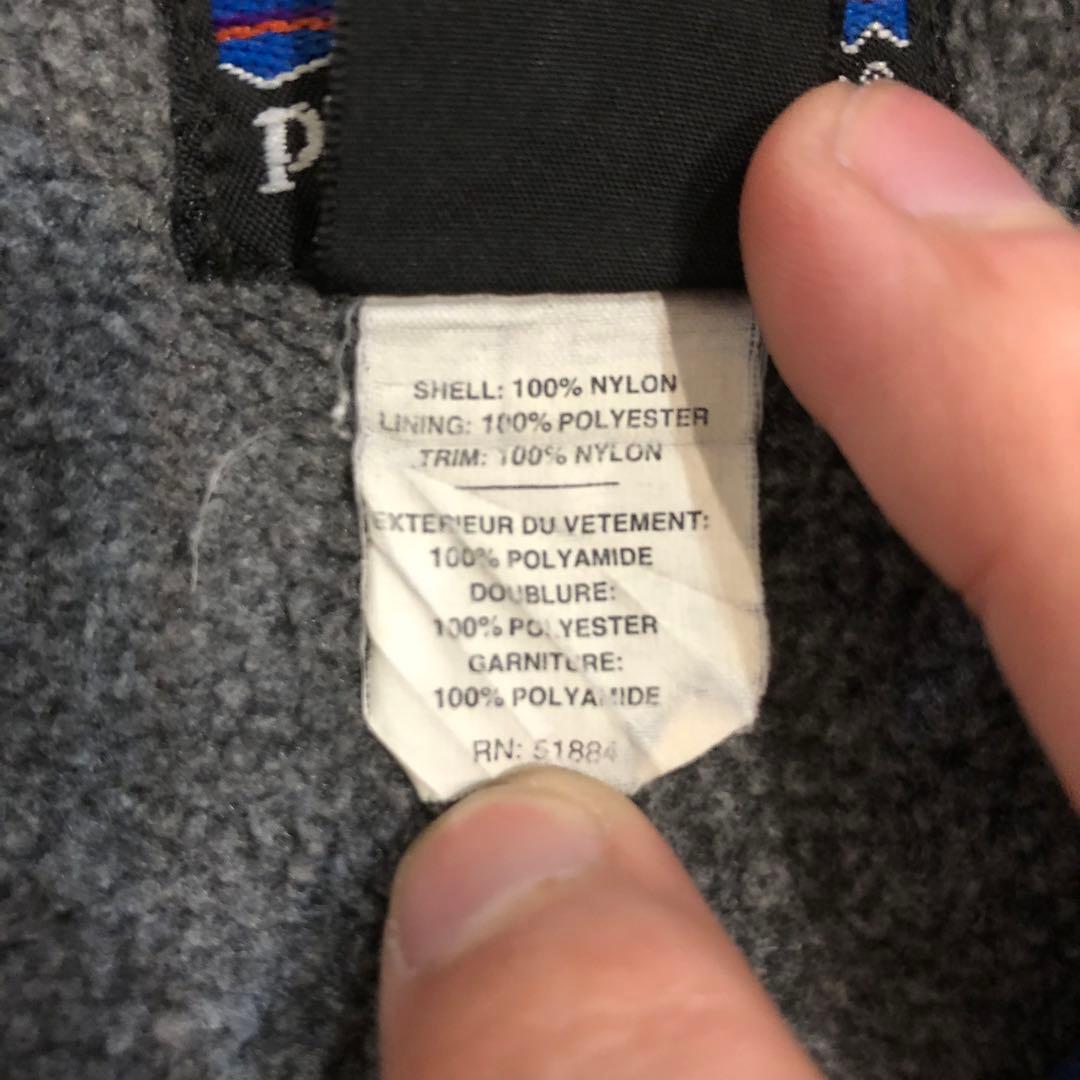 p
SHELL: 100% NYLON
LINING: 100% POLYESTER
TRIM: 100% NYLON
EXTERIEUR DU VETEMENT:
100% POLYAMIDE
DOUBLURE:
100% POLYESTER
GARNITURE:
100% POLYAMIDE
RN: 51884